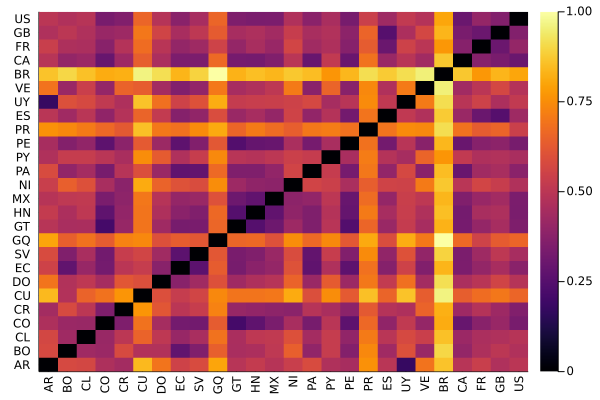 US
GB
FR
CA
BR
VE
UY
ES
PR
PE
PY
PA
NI
MX
HN
GT
GQ
SV
EC
DO
CU
CR
CO
CL
BO
AR
AR BO CL CO CR CU DO EC SV GQ GT HN MX NI PA PY PE PR ES UY VE BR CA FR GB US
1.00
0.75
0.50
0.25
0